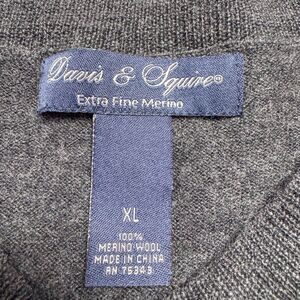 Davis & Squire®
Extra Fine Merino
XL
100%
MERINO WOOL
MADE IN CHINA
RN 75343